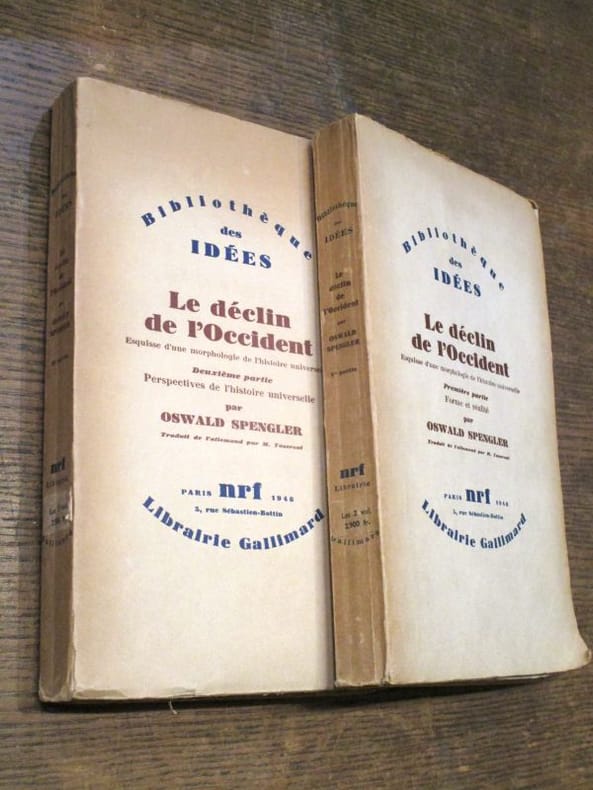 Bibliothèque
des
IDÉES
Le déclin
de l'Occident
Esquisse d'une morphologie de l'histoire universel
Deuxième partie
Perspectives de l'histoire universelle
par
OSWALD SPENGLER
Traduit de l'allemand par M. Tazerout
PARIS nrf 1948
5, rue Sébastien-Bottin
Librairie Gallimard
Bibliothèque
des
IDÉES
Le
déclin
de
l'Occident
par
OSWALD
SPENGLER
nrf
Librairie
Les 2 vol.
Gallimard
Bibliothèque
des
IDÉES
Le déclin
de l'Occident
Esquisse d'une morphologie de l'histoire universelle
Première partie
Forme et réalité
par
OSWALD SPENGLER
Traduit de l'allemand par M. Tazerout
PARIS nrf 1948
5, rue Sébastien-Bottin
Librairie Gallimard